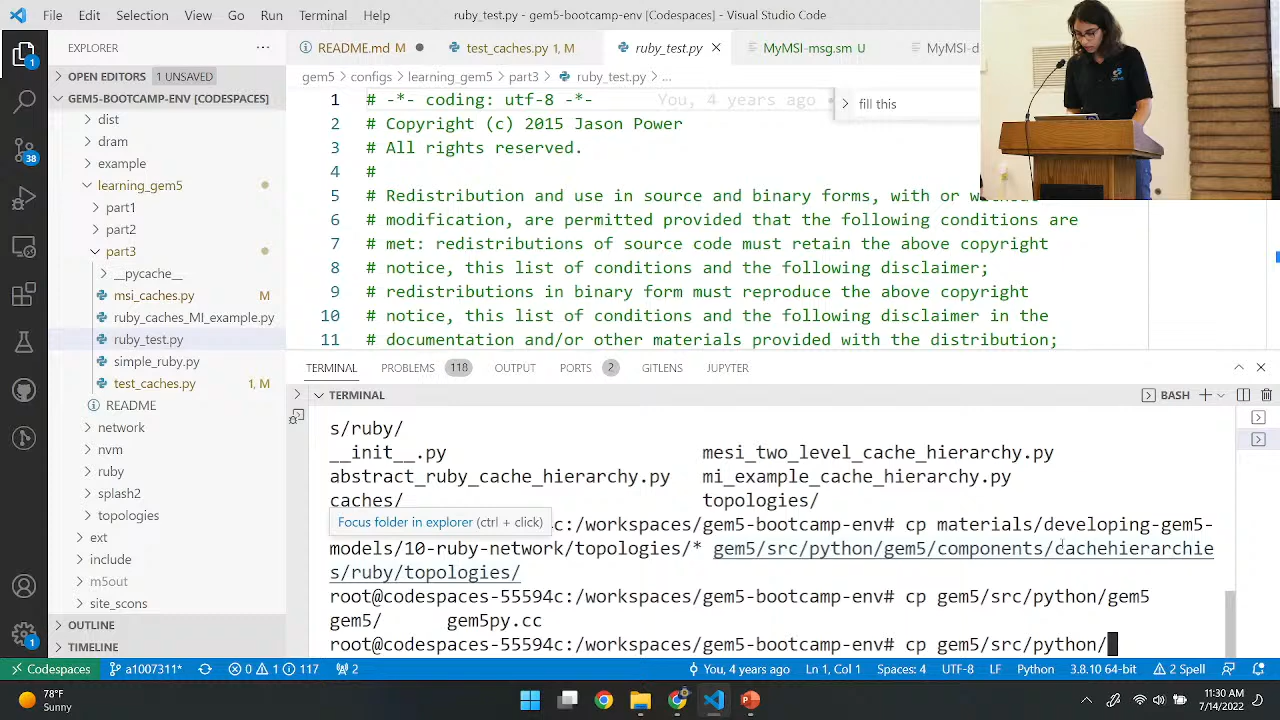 File Edit Selection View Go Run Terminal Help
ruby_test.py - gem5-bootcamp-env [Codespaces] - Visual Studio Code
EXPLORER ···
README.md M ● test_caches.py 1, M ruby_test.py × MyMSI-msg.sm U MyMSI-d
OPEN EDITORS 1 UNSAVED
GEM5-BOOTCAMP-ENV [CODESPACES]
dist
dram
example
learning_gem5
part1
part2
part3
__pycache__
msi_caches.py M
ruby_caches_MI_example.py
ruby_test.py
simple_ruby.py
test_caches.py 1, M
README
network
nvm
ruby
splash2
topologies
ext
include
m5out
site_scons
OUTLINE
TIMELINE
1
38
1
gem5 > configs > learning_gem5 > part3 > ruby_test.py > ...
1 # -*- coding: utf-8 -*- You, 4 years ago
fill this
2 # Copyright (c) 2015 Jason Power
3 # All rights reserved.
4 #
5 # Redistribution and use in source and binary forms, with or without
6 # modification, are permitted provided that the following conditions are
7 # met: redistributions of source code must retain the above copyright
8 # notice, this list of conditions and the following disclaimer;
9 # redistributions in binary form must reproduce the above copyright
10 # notice, this list of conditions and the following disclaimer in the
11 # documentation and/or other materials provided with the distribution;
TERMINAL PROBLEMS 118 OUTPUT PORTS 2 GITLENS JUPYTER
TERMINAL BASH
s/ruby/
__init__.py mesi_two_level_cache_hierarchy.py
abstract_ruby_cache_hierarchy.py mi_example_cache_hierarchy.py
caches/ topologies/
Focus folder in explorer (ctrl + click)
c:/workspaces/gem5-bootcamp-env# cp materials/developing-gem5-
models/10-ruby-network/topologies/* gem5/src/python/gem5/components/cachehierarchie
s/ruby/topologies/
root@codespaces-55594c:/workspaces/gem5-bootcamp-env# cp gem5/src/python/gem5
gem5/ gem5py.cc
root@codespaces-55594c:/workspaces/gem5-bootcamp-env# cp gem5/src/python/
Codespaces a1007311* 0 1 117 2 You, 4 years ago Ln 1, Col 1 Spaces: 4 UTF-8 LF Python 3.8.10 64-bit 2 Spell
78°F
Sunny
11:30 AM
7/14/2022